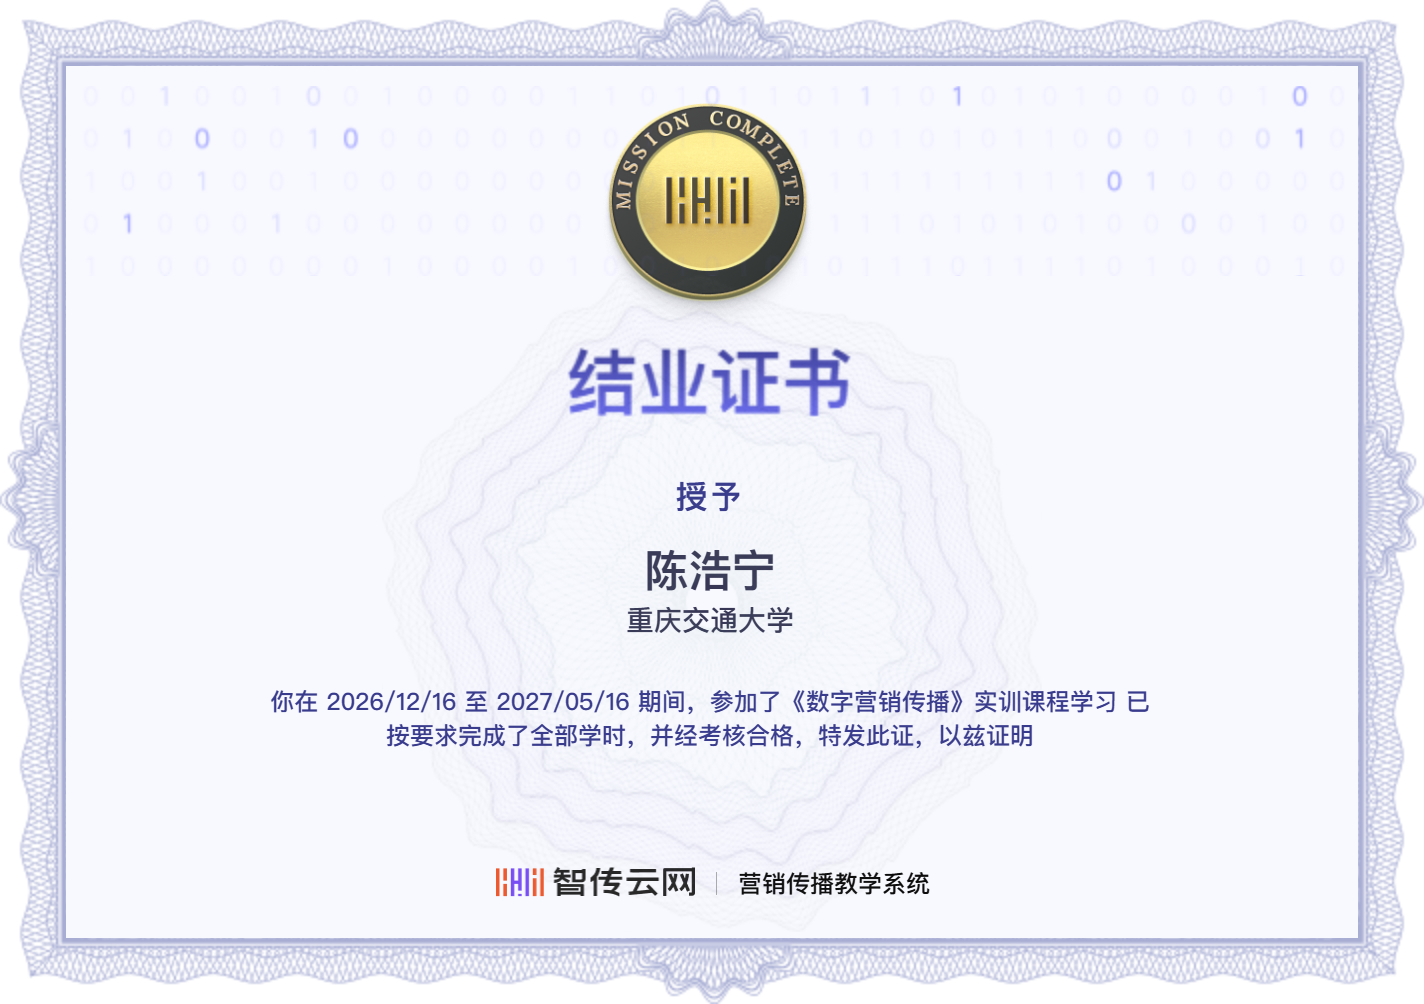 MISSION COMPLETE
结业证书
授予
陈浩宁
重庆交通大学
你在 2026/12/16 至 2027/05/16 期间，参加了《数字营销传播》实训课程学习 已
按要求完成了全部学时，并经考核合格，特发此证，以兹证明
智传云网 | 营销传播教学系统